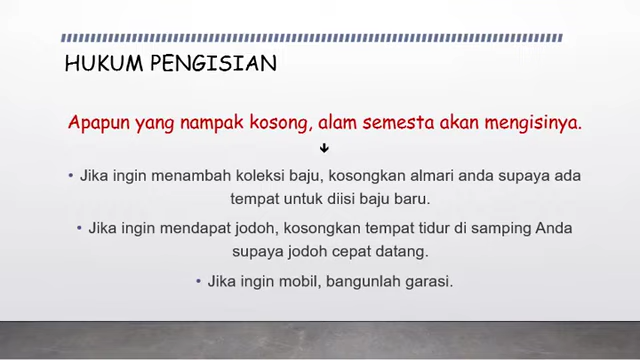 HUKUM PENGISIAN
Apapun yang nampak kosong, alam semesta akan mengisinya.
• Jika ingin menambah koleksi baju, kosongkan almari anda supaya ada
tempat untuk diisi baju baru.
• Jika ingin mendapat jodoh, kosongkan tempat tidur di samping Anda
supaya jodoh cepat datang.
• Jika ingin mobil, bangunlah garasi.